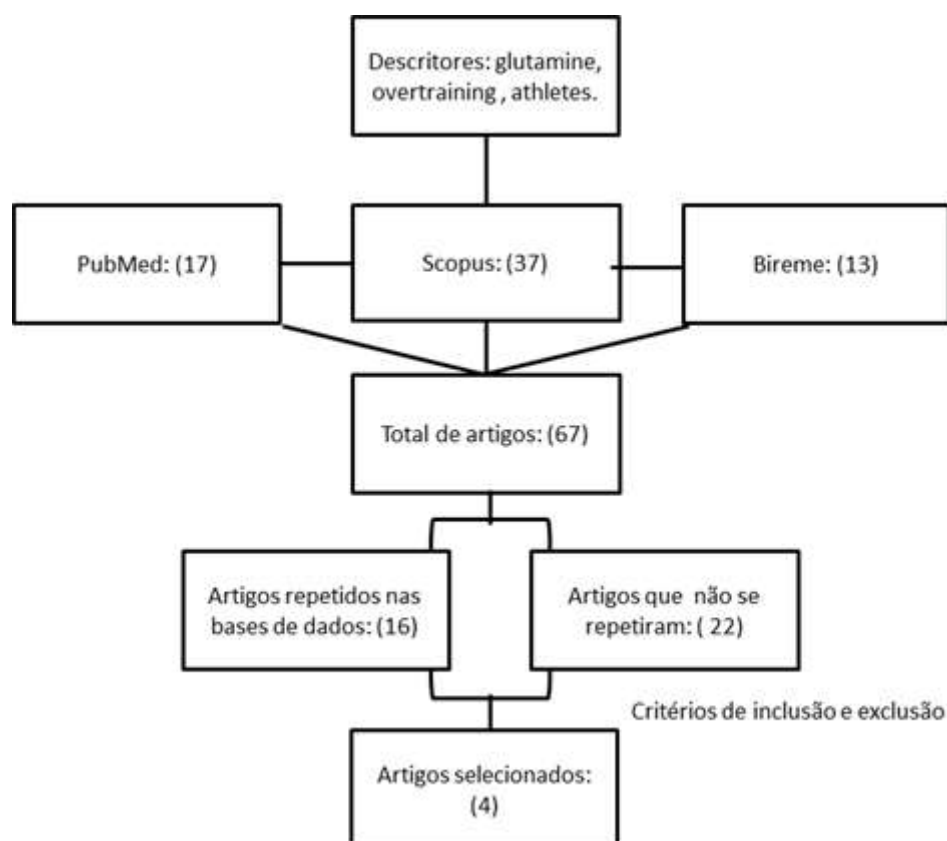 Descritores: glutamine,
overtraining , athletes.
PubMed: (17)
Scopus: (37)
Bireme: (13)
Total de artigos: (67)
Artigos repetidos nas
bases de dados: (16)
Artigos que não se
repetiram: ( 22)
Critérios de inclusão e exclusão
Artigos selecionados:
(4)